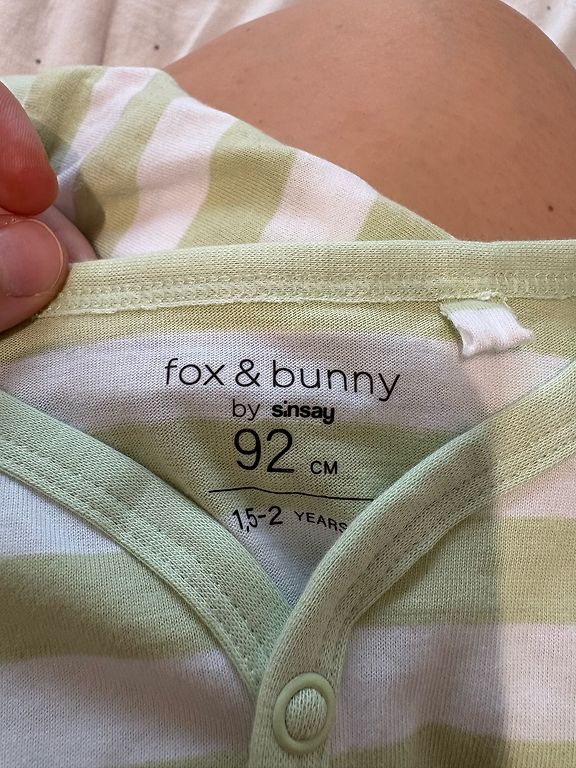 fox & bunny
by sinsay
92 CM
1,5-2 YEARS